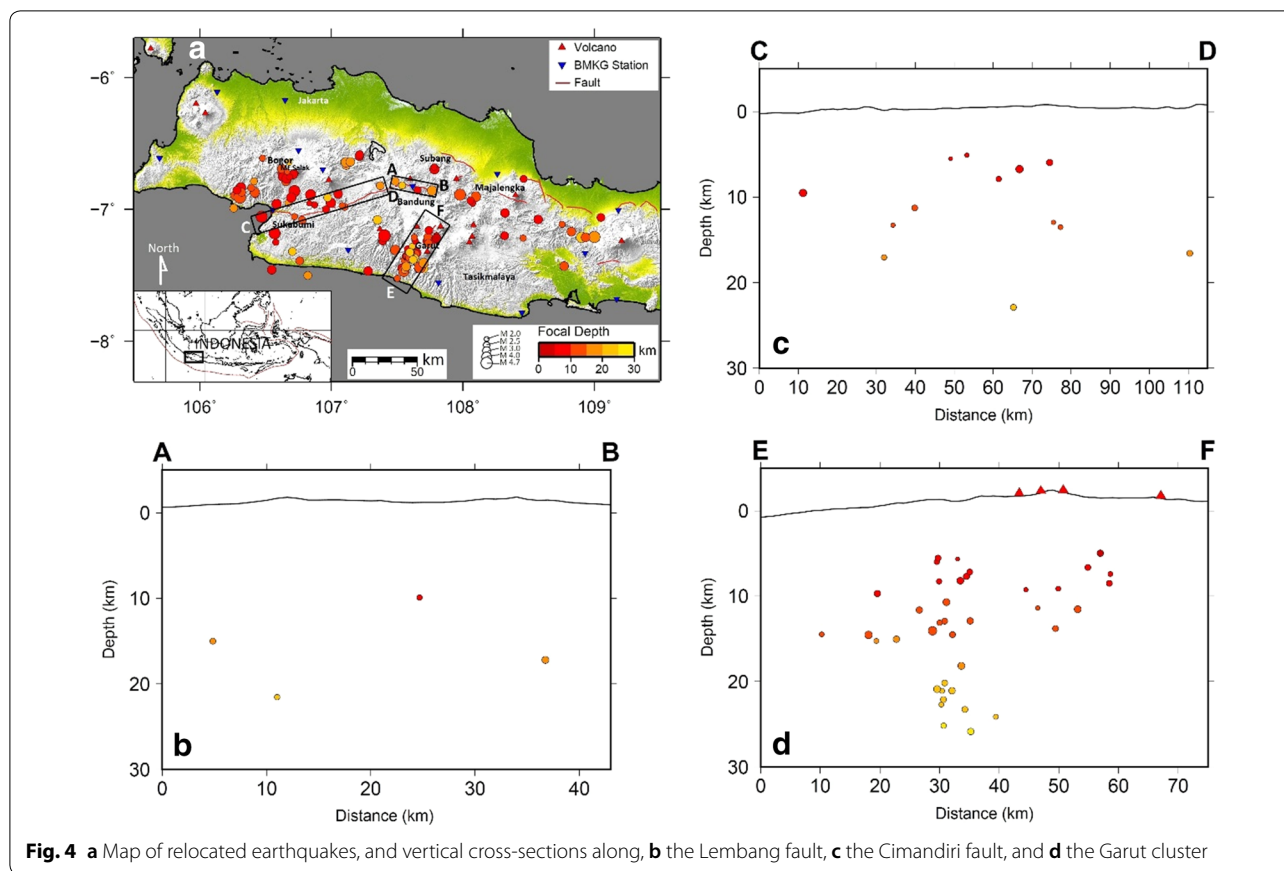 a
Volcano
BMKG Station
Fault
−6˚
−7˚
−8˚
106˚
107˚
108˚
109˚
Jakarta
Bogor
Mt Salak
Subang
Majalengka
Bandung
Sukabumi
Garut
Tasikmalaya
A
B
C
D
E
F
North
INDONESIA
km
0 50
M 2.0
M 2.5
M 3.0
M 4.0
M 4.7
Focal Depth
km
0 10 20 30
C D
0
10
20
30
Depth (km)
0 10 20 30 40 50 60 70 80 90 100 110
Distance (km)
c
A B
0
10
20
30
Depth (km)
0 10 20 30 40
Distance (km)
b
E F
0
10
20
30
Depth (km)
0 10 20 30 40 50 60 70
Distance (km)
d
Fig. 4 a Map of relocated earthquakes, and vertical cross-sections along, b the Lembang fault, c the Cimandiri fault, and d the Garut cluster